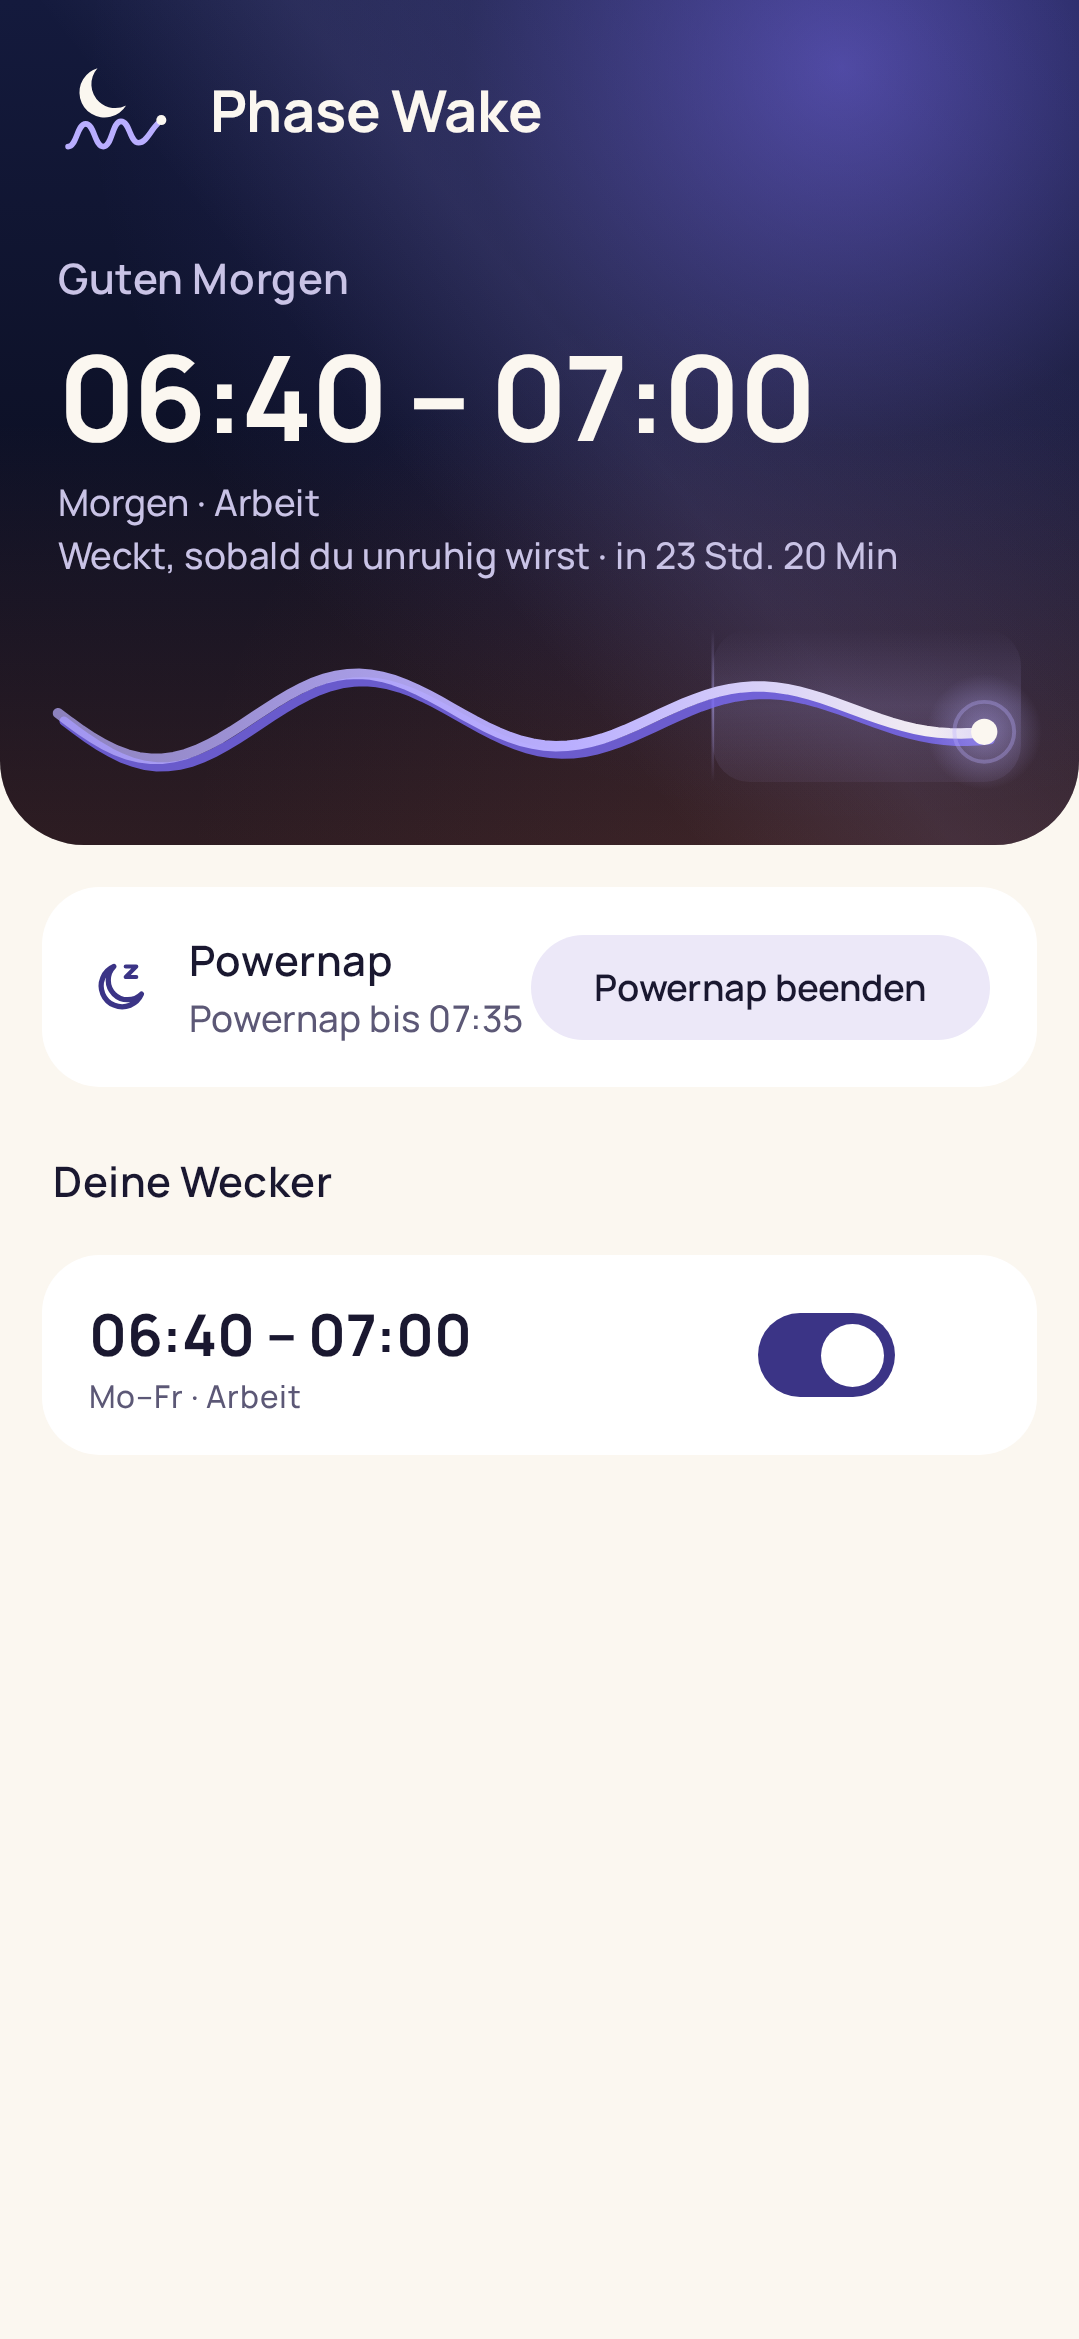 Phase Wake
Guten Morgen
06:40 – 07:00
Morgen · Arbeit
Weckt, sobald du unruhig wirst · in 23 Std. 20 Min
Powernap
Powernap bis 07:35
Powernap beenden
Deine Wecker
06:40 – 07:00
Mo–Fr · Arbeit